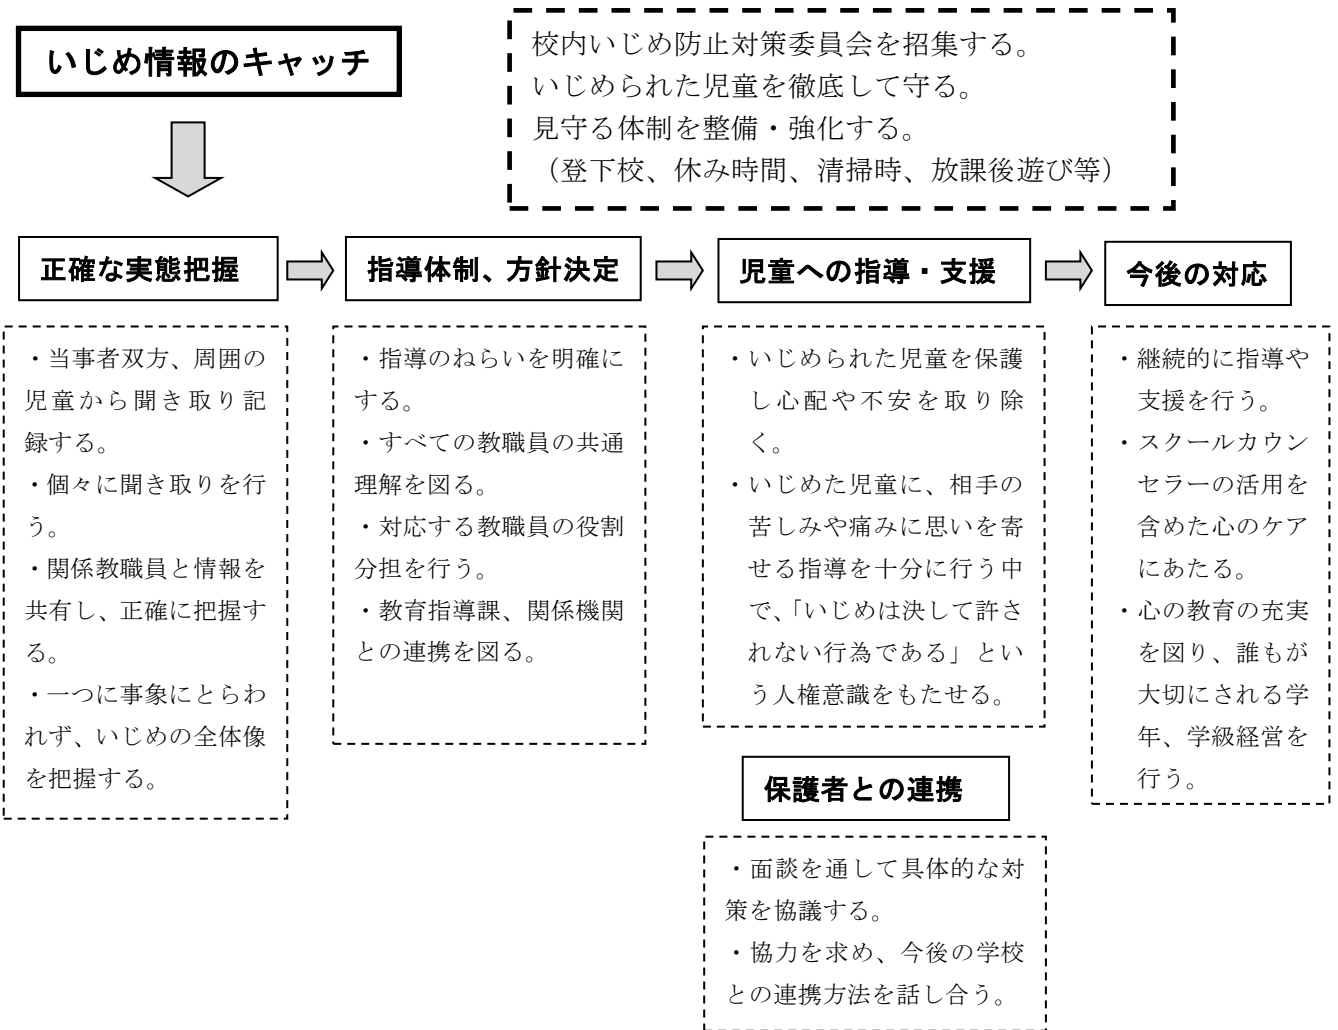 いじめ情報のキャッチ
校内いじめ防止対策委員会を招集する。
いじめられた児童を徹底して守る。
見守る体制を整備・強化する。
（登下校、休み時間、清掃時、放課後遊び等）
正確な実態把握
・当事者双方、周囲の
児童から聞き取り記
録する。
・個々に聞き取りを行
う。
・関係教職員と情報を
共有し、正確に把握す
る。
・一つに事象にとらわ
れず、いじめの全体像
を把握する。
指導体制、方針決定
・指導のねらいを明確に
する。
・すべての教職員の共通
理解を図る。
・対応する教職員の役割
分担を行う。
・教育指導課、関係機関
との連携を図る。
児童への指導・支援
・いじめられた児童を保護
し心配や不安を取り除
く。
・いじめた児童に、相手の
苦しみや痛みに思いを寄
せる指導を十分に行う中
で、「いじめは決して許さ
れない行為である」とい
う人権意識をもたせる。
保護者との連携
・面談を通して具体的な対
策を協議する。
・協力を求め、今後の学校
との連携方法を話し合う。
今後の対応
・継続的に指導や
支援を行う。
・スクールカウン
セラーの活用を
含めた心のケア
にあたる。
・心の教育の充実
を図り、誰もが
大切にされる学
年、学級経営を
行う。